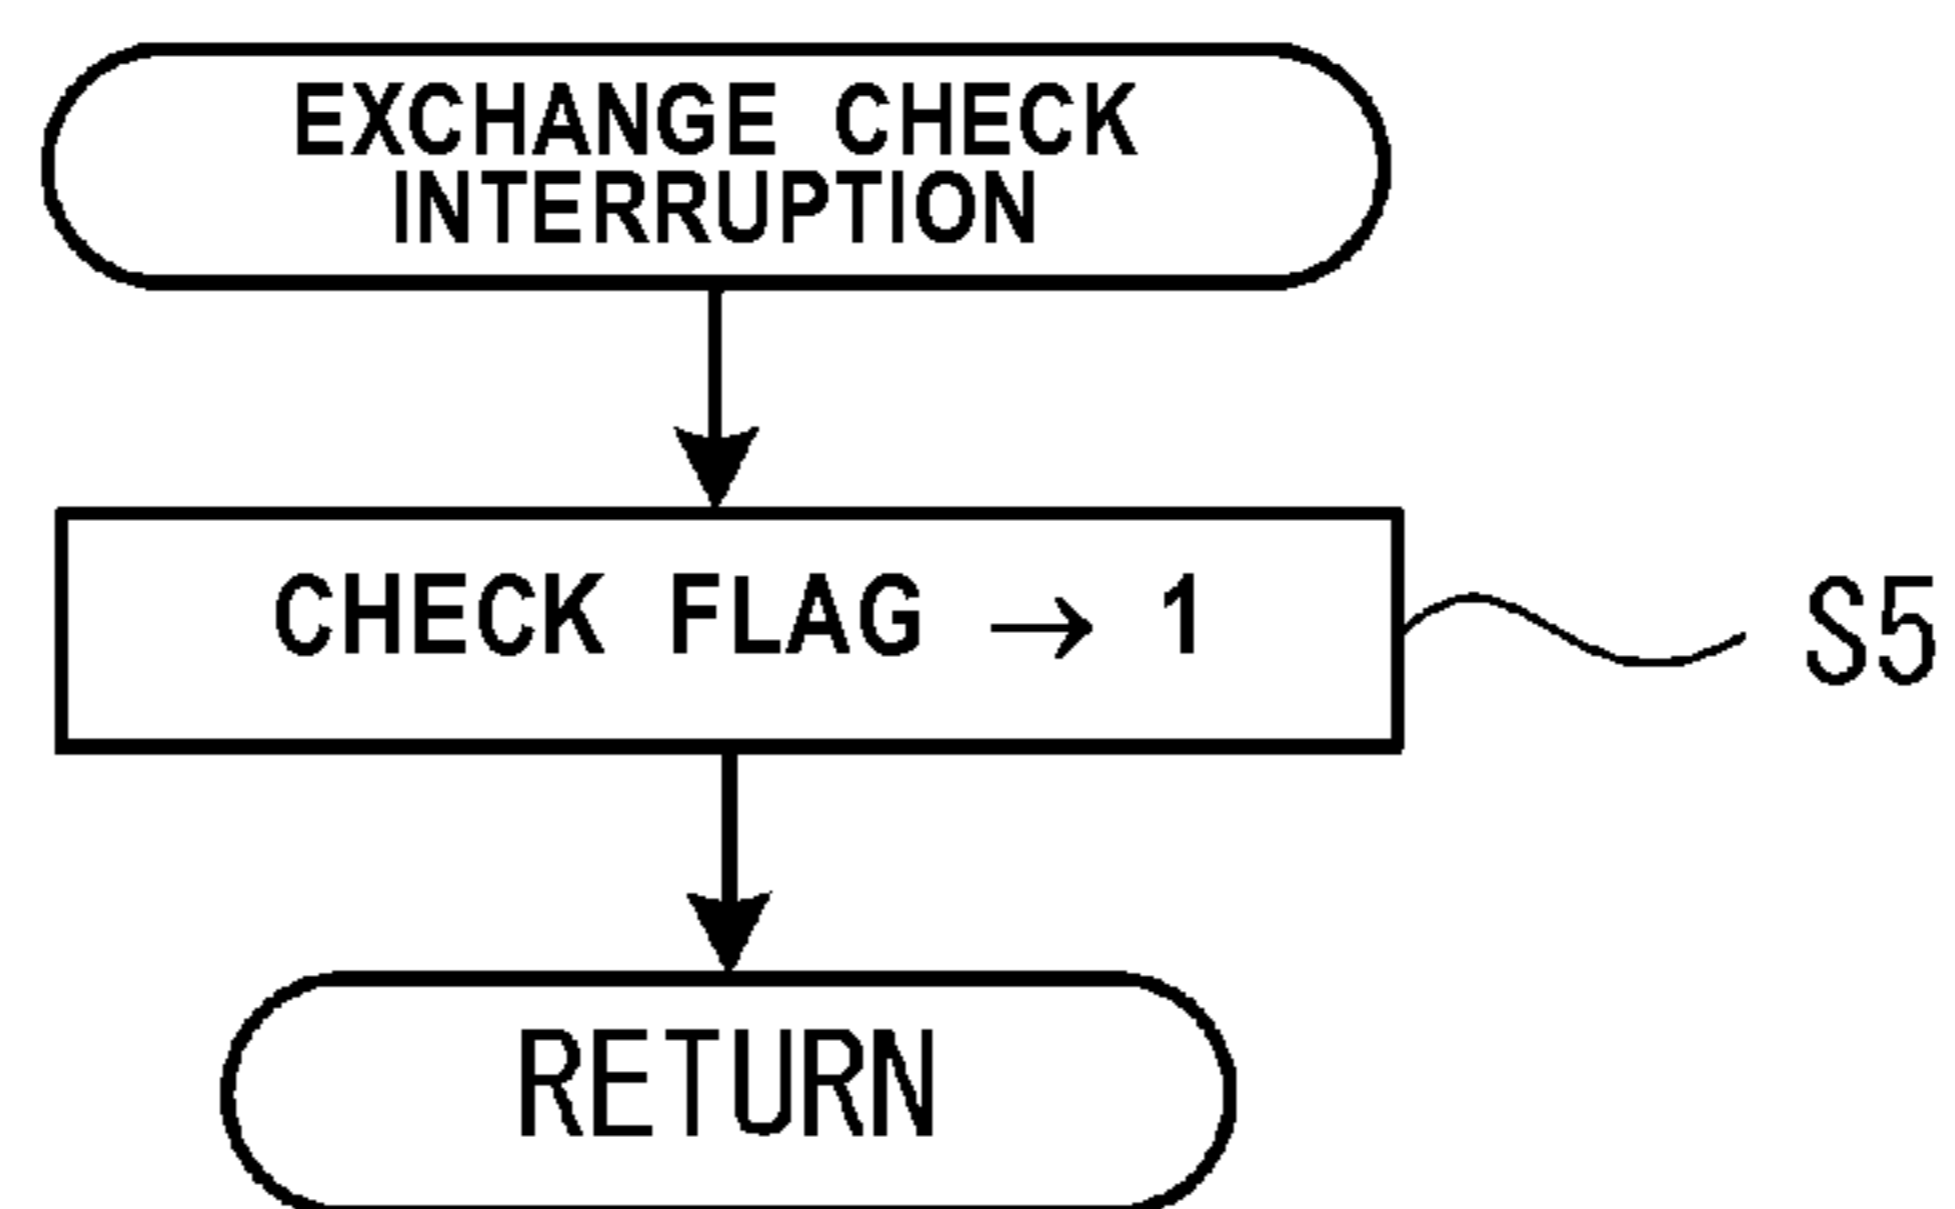 EXCHANGE CHECK
INTERRUPTION
CHECK FLAG → 1
S5
RETURN